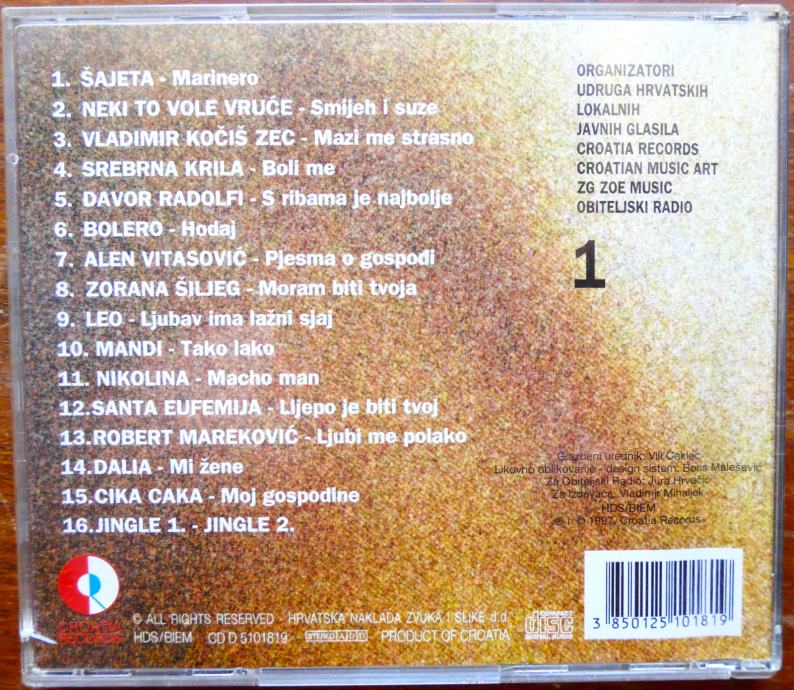 1. ŠAJETA - Marinero
2. NEKI TO VOLE VRUĆE - Smijeh i suze
3. VLADIMIR KOČIŠ ZEC - Mazi me strasno
4. SREBRNA KRILA - Boli me
5. DAVOR RADOLFI - S ribama je najbolje
6. BOLERO - Hodaj
7. ALEN VITASOVIĆ - Pjesma o gospođi
8. ZORANA ŠILJEG - Moram biti tvoja
9. LEO - Ljubav ima lažni sjaj
10. MANDI - Tako lako
11. NIKOLINA - Macho man
12.SANTA EUFEMIJA - Lijepo je biti tvoj
13.ROBERT MAREKOVIĆ - Ljubi me polako
14.DALIA - Mi žene
15.CIKA CAKA - Moj gospodine
16.JINGLE 1. - JINGLE 2.
ORGANIZATORI
UDRUGA HRVATSKIH
LOKALNIH
JAVNIH GLASILA
CROATIA RECORDS
CROATIAN MUSIC ART
ZG ZOE MUSIC
OBITELJSKI RADIO
1
Glazbeni urednik: Vili Čaklec
Likovno oblikovanje - design sistem: Boris Malešević
Za Obiteljski Radio: Jura Hrvačić
Za Izdavača: Vladimir Mihaljek
HDS/BIEM
℗ i © 1997. Croatia Records
CROATIA
RECORDS
© ALL RIGHTS RESERVED - HRVATSKA NAKLADA ZVUKA I SLIKE d.d
HDS/BIEM CD D 5101819 STEREO ADD PRODUCT OF CROATIA
COMPACT
disc
DIGITAL AUDIO
3 850125 101819